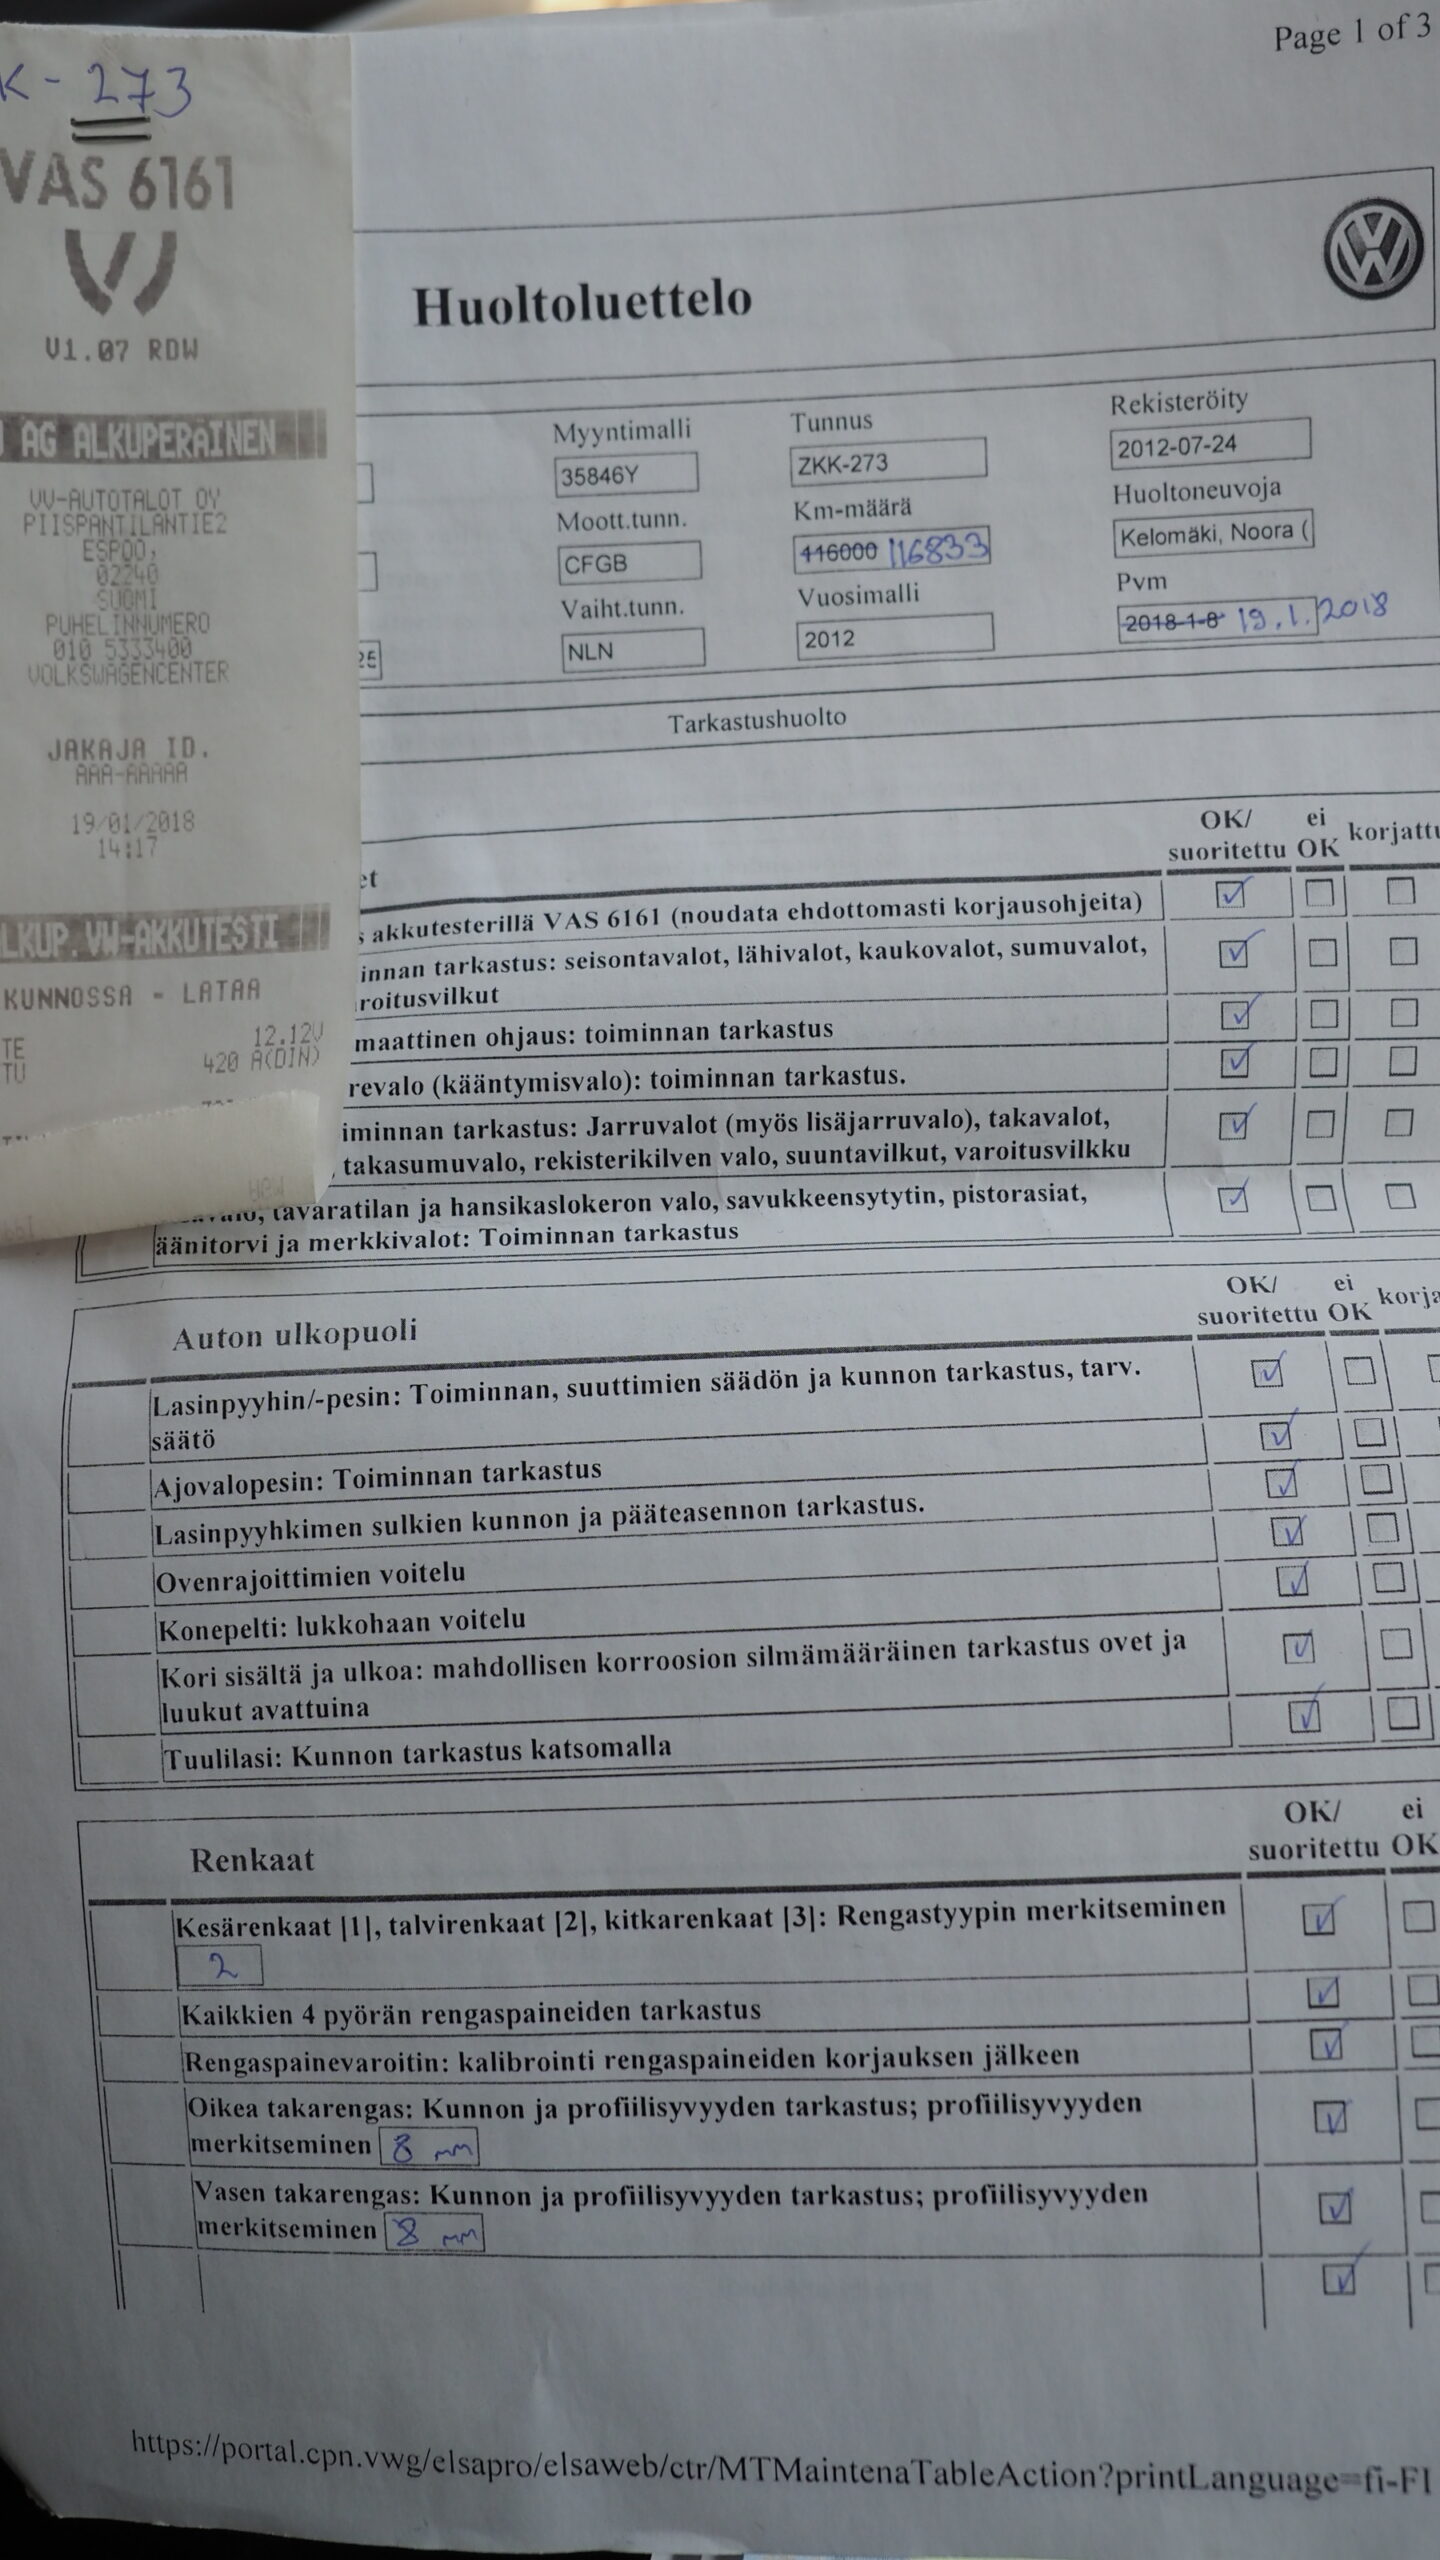 Page 1 of 3
K-273
VAS 6161
V1.07 RDW
AG ALKUPERÄINEN
VV-AUTOTALOT OY
PIISPANTILANTIE2
ESPOO,
02240
SUOMI
PUHELINNUMERO
010 5333400
VOLKSWAGENCENTER
JAKAJA ID.
AAA-AAAAA
19/01/2018
14:17
LKUP. VW-AKKUTESTI
KUNNOSSA - LATAA
TE 12.12V
TU 420 A(DIN)
Huoltoluettelo
Myyntimalli Tunnus Rekisteröity
35846Y ZKK-273 2012-07-24
Moott.tunn. Km-määrä Huoltoneuvoja
CFGB 116000 116833 Kelomäki, Noora (
Vaiht.tunn. Vuosimalli Pvm
NLN 2012 2018-1-8 19.1.2018
Tarkastushuolto
et
OK/ suoritettu ei OK korjattu
s akkutesterillä VAS 6161 (noudata ehdottomasti korjausohjeita)
innan tarkastus: seisontavalot, lähivalot, kaukovalot, sumuvalot,
roitusvilkut
maattinen ohjaus: toiminnan tarkastus
revalo (kääntymisvalo): toiminnan tarkastus.
iminnan tarkastus: Jarruvalot (myös lisäjarruvalo), takavalot,
, takasumuvalo, rekisterikilven valo, suuntavilkut, varoitusvilkku
tavaratilan ja hansikaslokeron valo, savukkeensytytin, pistorasiat,
äänitorvi ja merkkivalot: Toiminnan tarkastus
Auton ulkopuoli
OK/ suoritettu ei OK korja
Lasinpyyhin/-pesin: Toiminnan, suuttimien säädön ja kunnon tarkastus, tarv.
säätö
Ajovalopesin: Toiminnan tarkastus
Lasinpyyhkimen sulkien kunnon ja pääteasennon tarkastus.
Ovenrajoittimien voitelu
Konepelti: lukkohaan voitelu
Kori sisältä ja ulkoa: mahdollisen korroosion silmämääräinen tarkastus ovet ja
luukut avattuina
Tuulilasi: Kunnon tarkastus katsomalla
Renkaat
OK/ suoritettu ei OK
Kesärenkaat [1], talvirenkaat [2], kitkarenkaat [3]: Rengastyypin merkitseminen
2
Kaikkien 4 pyörän rengaspaineiden tarkastus
Rengaspainevaroitin: kalibrointi rengaspaineiden korjauksen jälkeen
Oikea takarengas: Kunnon ja profiilisyvyyden tarkastus; profiilisyvyyden
merkitseminen 8 mm
Vasen takarengas: Kunnon ja profiilisyvyyden tarkastus; profiilisyvyyden
merkitseminen 8 mm
https://portal.cpn.vwg/elsapro/elsaweb/ctr/MTMaintenaTableAction?printLanguage=fi-FI